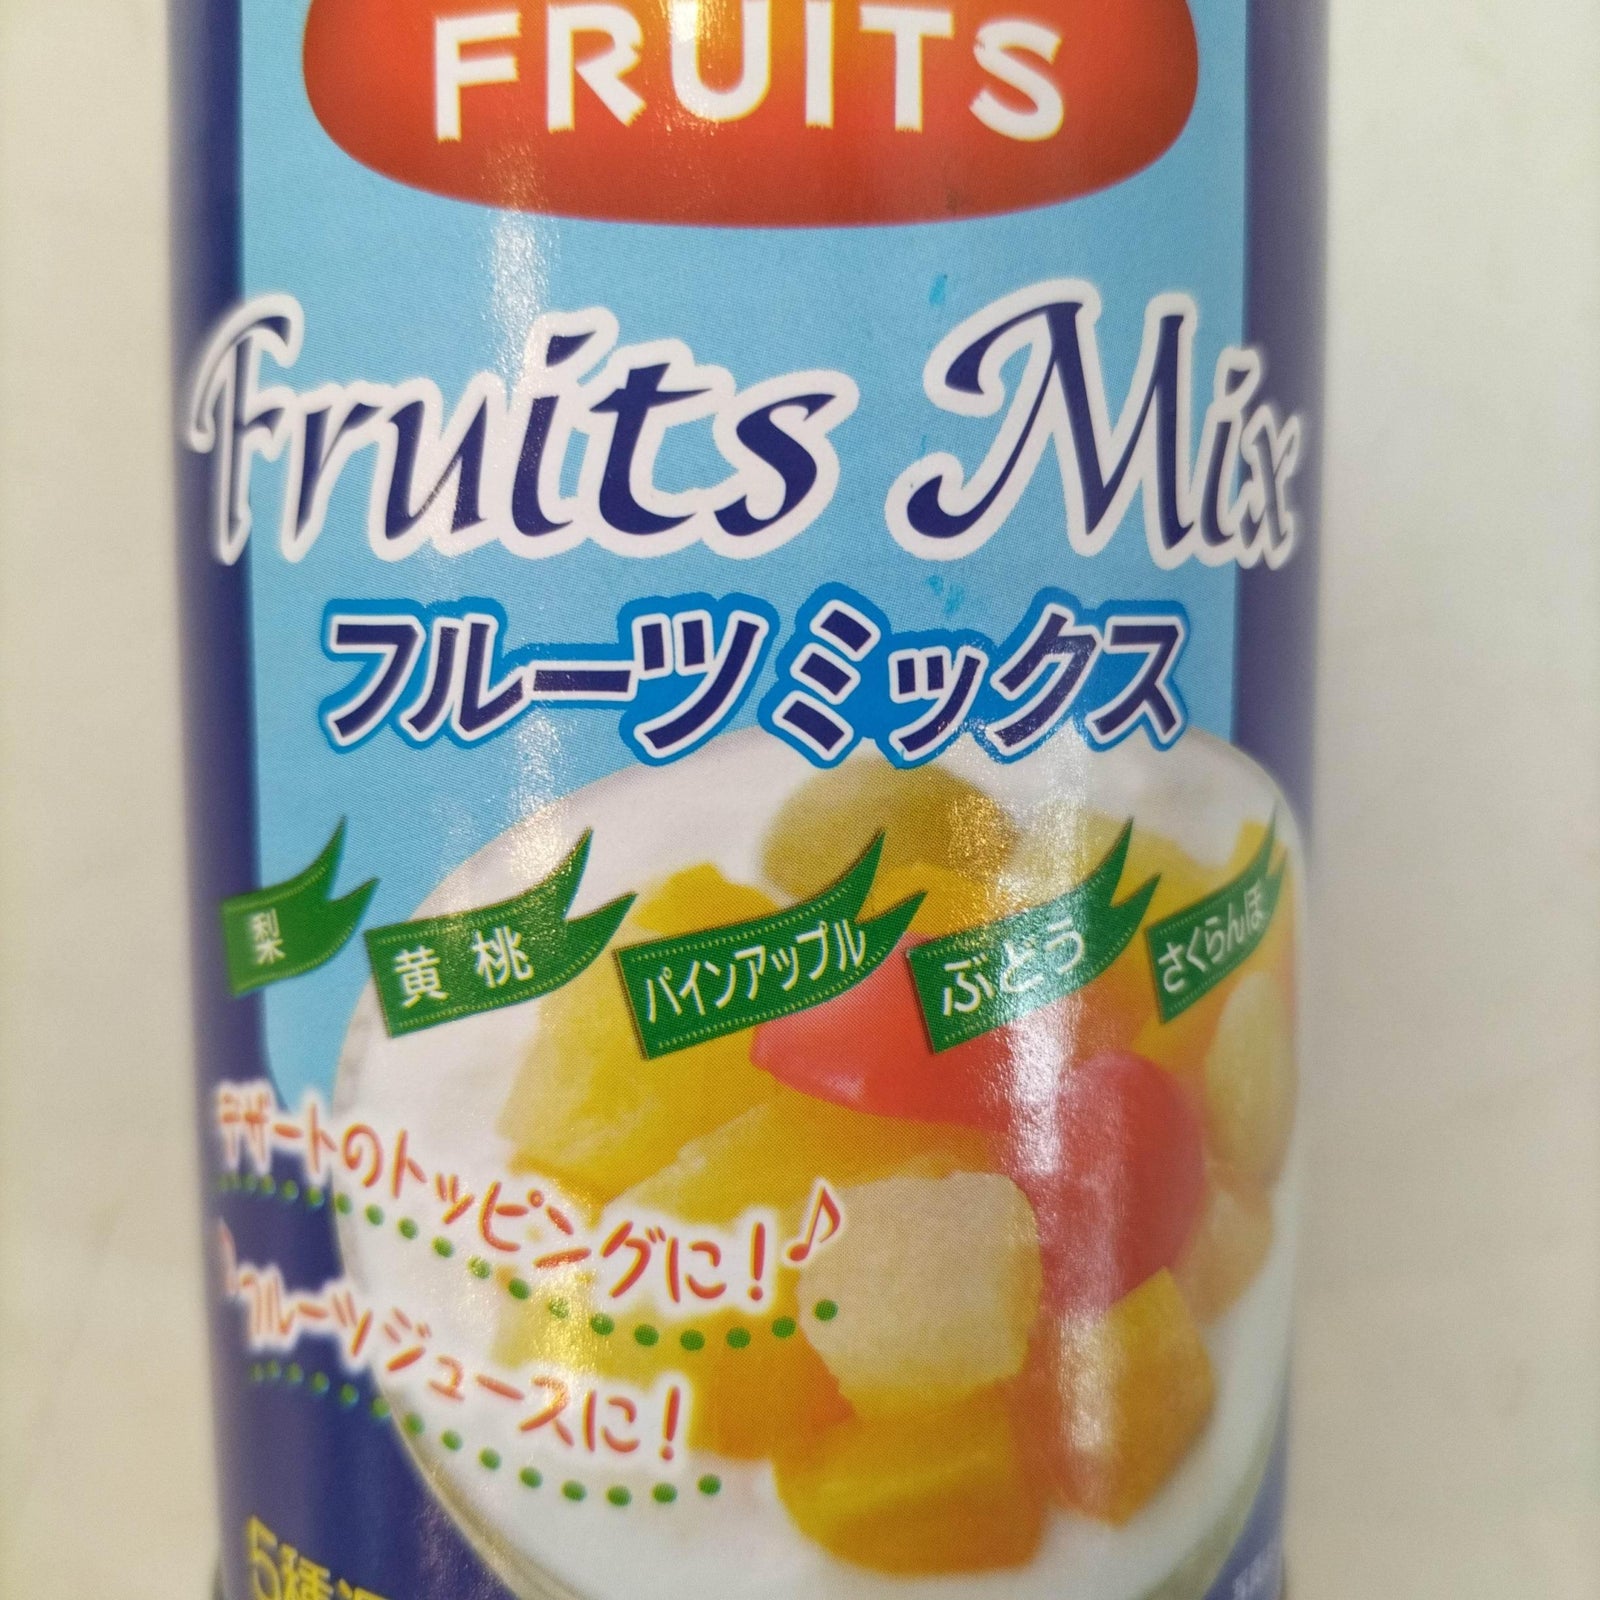 FRUITS
Fruits Mix
フルーツミックス
梨
黄桃
パインアップル
ぶどう
さくらんぼ
デザートのトッピングに!♪
フルーツジュースに!
5種